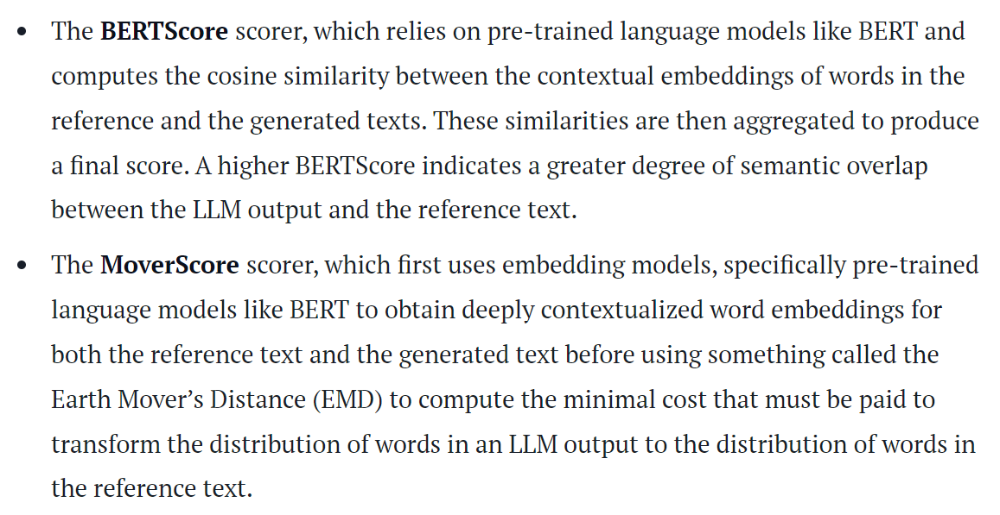 • The BERTScore scorer, which relies on pre-trained language models like BERT and
computes the cosine similarity between the contextual embeddings of words in the
reference and the generated texts. These similarities are then aggregated to produce
a final score. A higher BERTScore indicates a greater degree of semantic overlap
between the LLM output and the reference text.
• The MoverScore scorer, which first uses embedding models, specifically pre-trained
language models like BERT to obtain deeply contextualized word embeddings for
both the reference text and the generated text before using something called the
Earth Mover’s Distance (EMD) to compute the minimal cost that must be paid to
transform the distribution of words in an LLM output to the distribution of words in
the reference text.